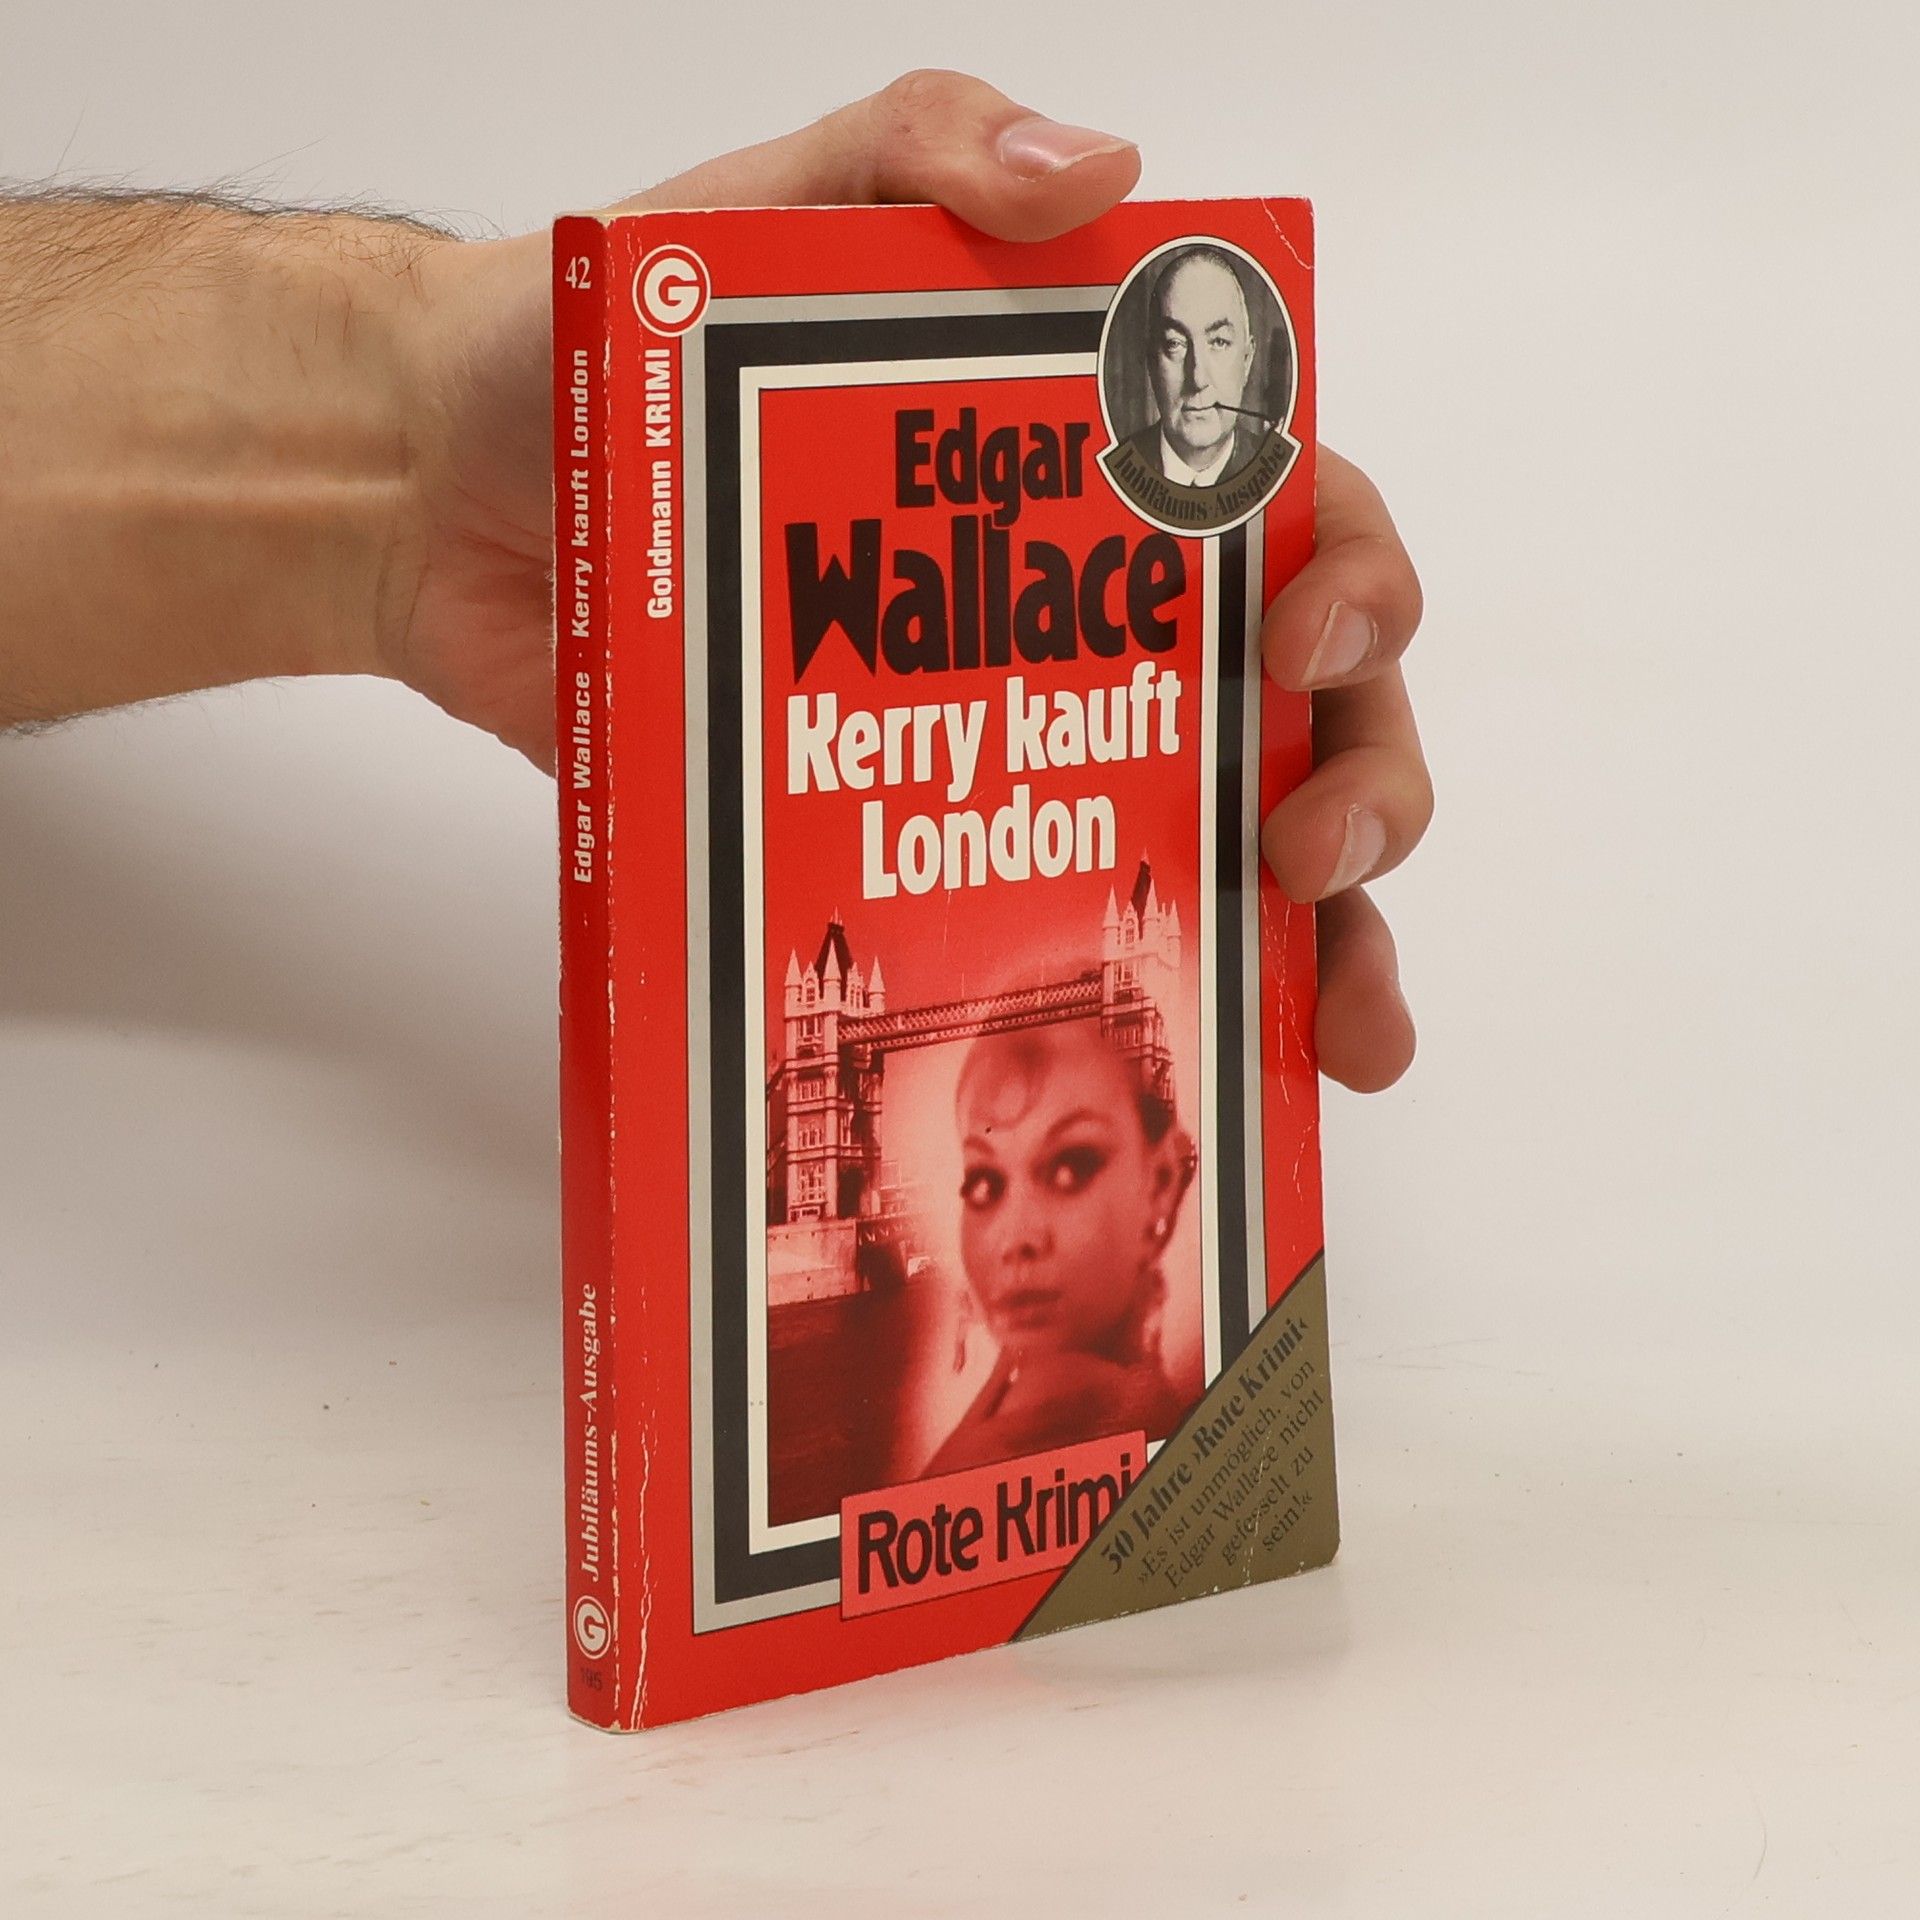 42
Edgar Wallace · Kerry kauft London
Jubiläums-Ausgabe
G
195
G
Goldmann KRIMI
Jubiläums-Ausgabe
Edgar
Wallace
Kerry kauft
London
Rote Krimi
30 Jahre ›Rote Krimi‹
»Es ist unmöglich, von
Edgar Wallace nicht
gefesselt zu
sein!«